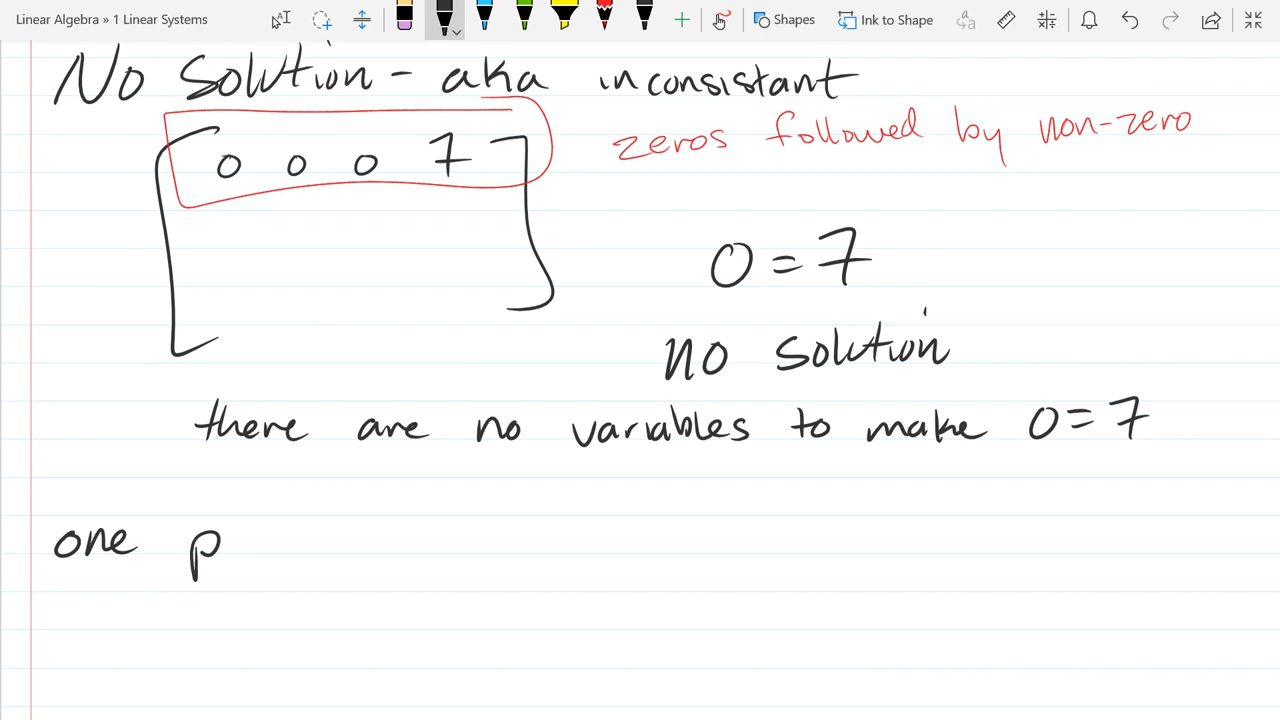 Linear Algebra » 1 Linear Systems
Shapes
Ink to Shape
No Solution - aka inconsistant
zeros followed by non-zero
0 0 0 7
0 = 7
no solution
there are no variables to make 0 = 7
one p